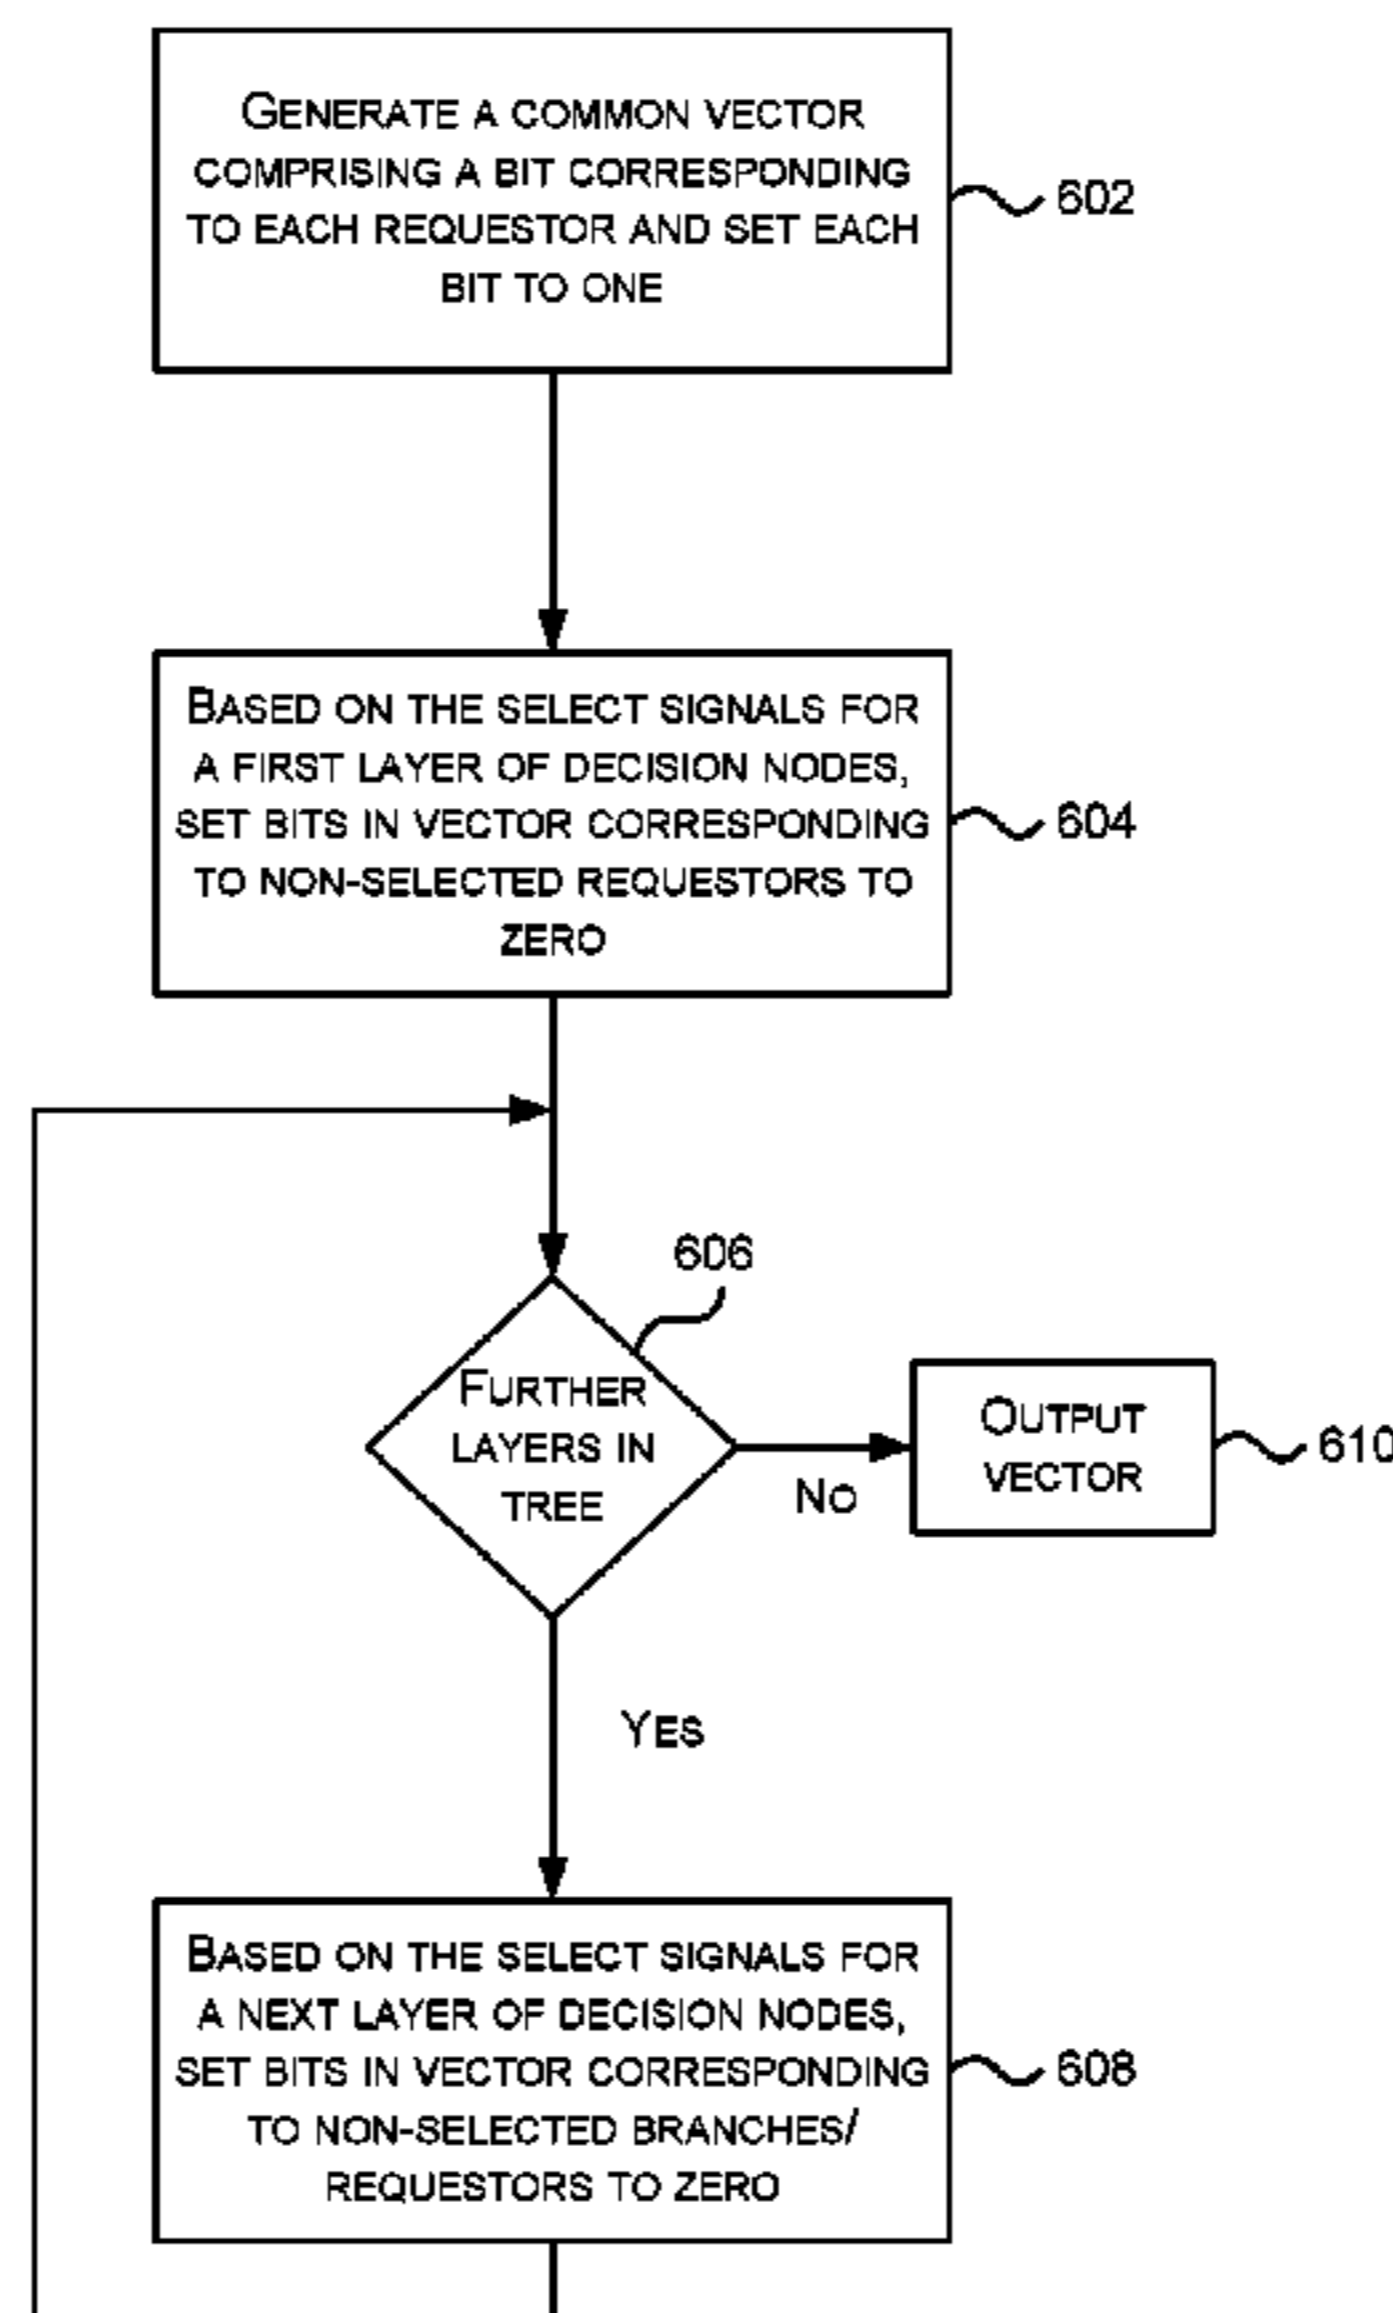 GENERATE A COMMON VECTOR
COMPRISING A BIT CORRESPONDING
TO EACH REQUESTOR AND SET EACH
BIT TO ONE
602
BASED ON THE SELECT SIGNALS FOR
A FIRST LAYER OF DECISION NODES,
SET BITS IN VECTOR CORRESPONDING
TO NON-SELECTED REQUESTORS TO
ZERO
604
606
FURTHER
LAYERS IN
TREE
NO
OUTPUT
VECTOR
610
YES
BASED ON THE SELECT SIGNALS FOR
A NEXT LAYER OF DECISION NODES,
SET BITS IN VECTOR CORRESPONDING
TO NON-SELECTED BRANCHES/
REQUESTORS TO ZERO
608